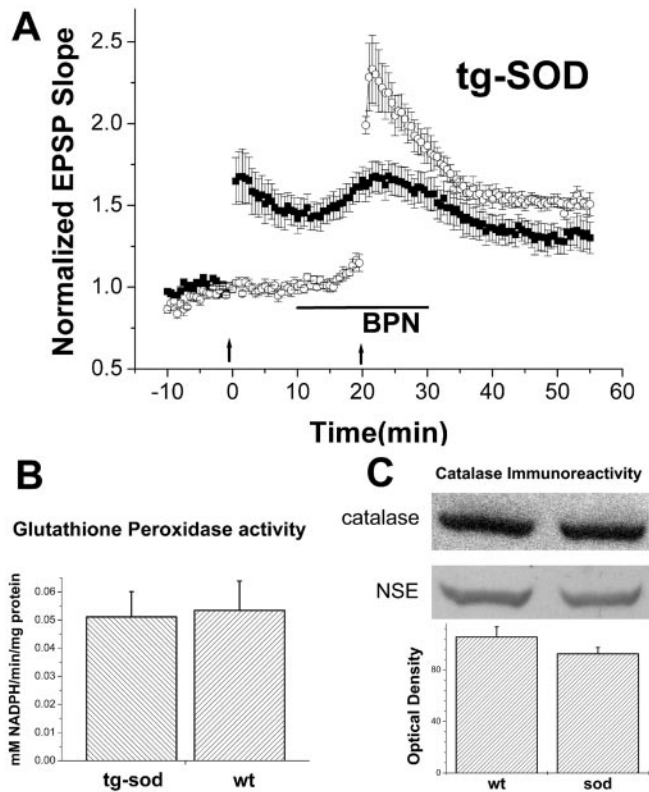 A
tg-SOD
Normalized EPSP Slope
2.5
2.0
1.5
1.0
0.5
BPN
-10 0 10 20 30 40 50 60
Time(min)
B
Glutathione Peroxidase activity
mM NADPH/min/mg protein
0.06
0.05
0.04
0.03
0.02
0.01
0.00
tg-sod wt
C
Catalase Immunoreactivity
catalase
NSE
Optical Density
80
40
0
wt sod